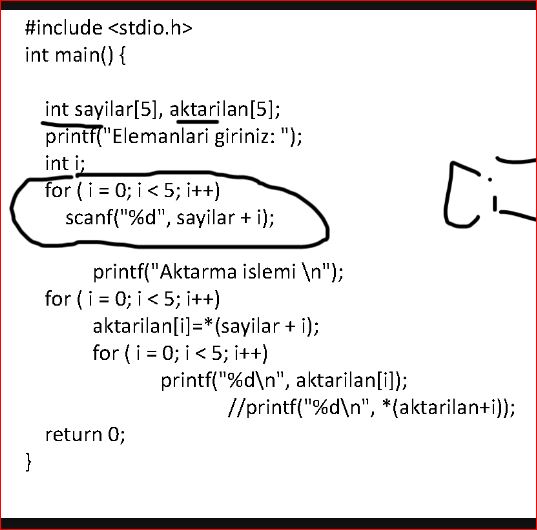 #include <stdio.h>
int main() {
int sayilar[5], aktarilan[5];
printf("Elemanlari giriniz: ");
int i;
for ( i = 0; i < 5; i++)
scanf("%d", sayilar + i);
printf("Aktarma islemi \n");
for ( i = 0; i < 5; i++)
aktarilan[i]=*(sayilar + i);
for ( i = 0; i < 5; i++)
printf("%d\n", aktarilan[i]);
//printf("%d\n", *(aktarilan+i));
return 0;
}